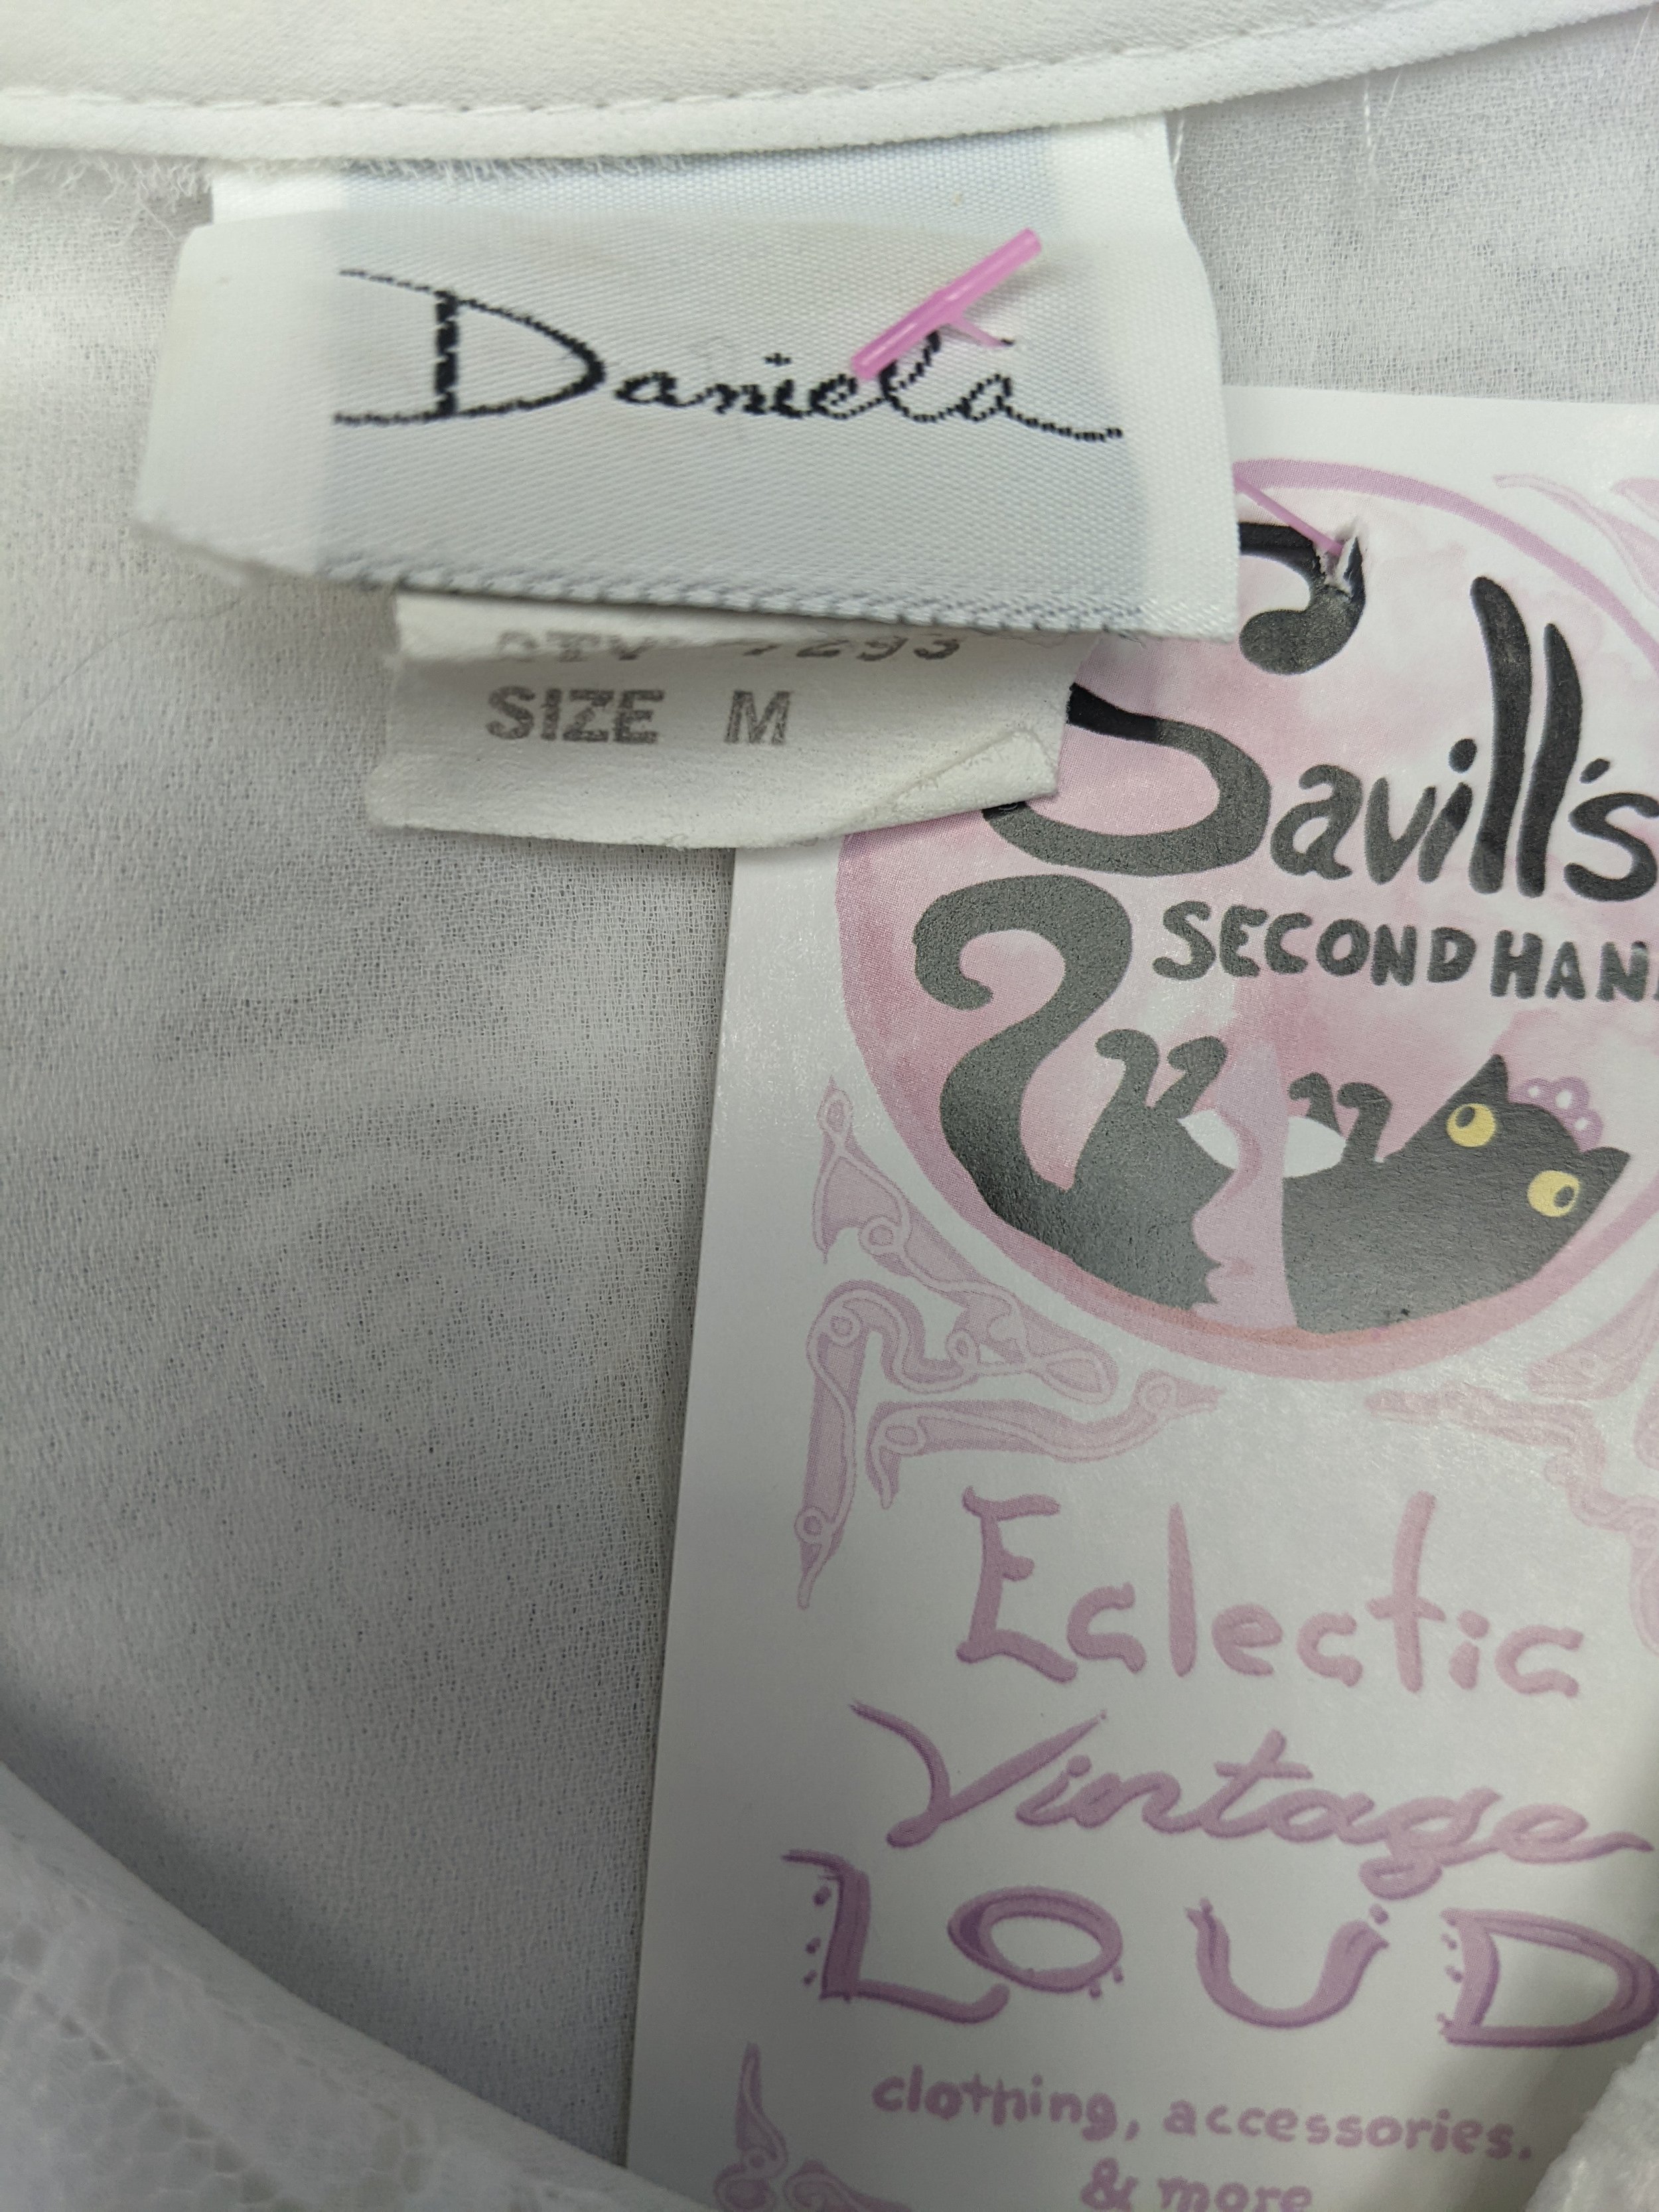 Daniela
SIZE M
Savill's
SECOND HAN
Eclectic
Vintage
LOUD
clothing, accessories.
& more